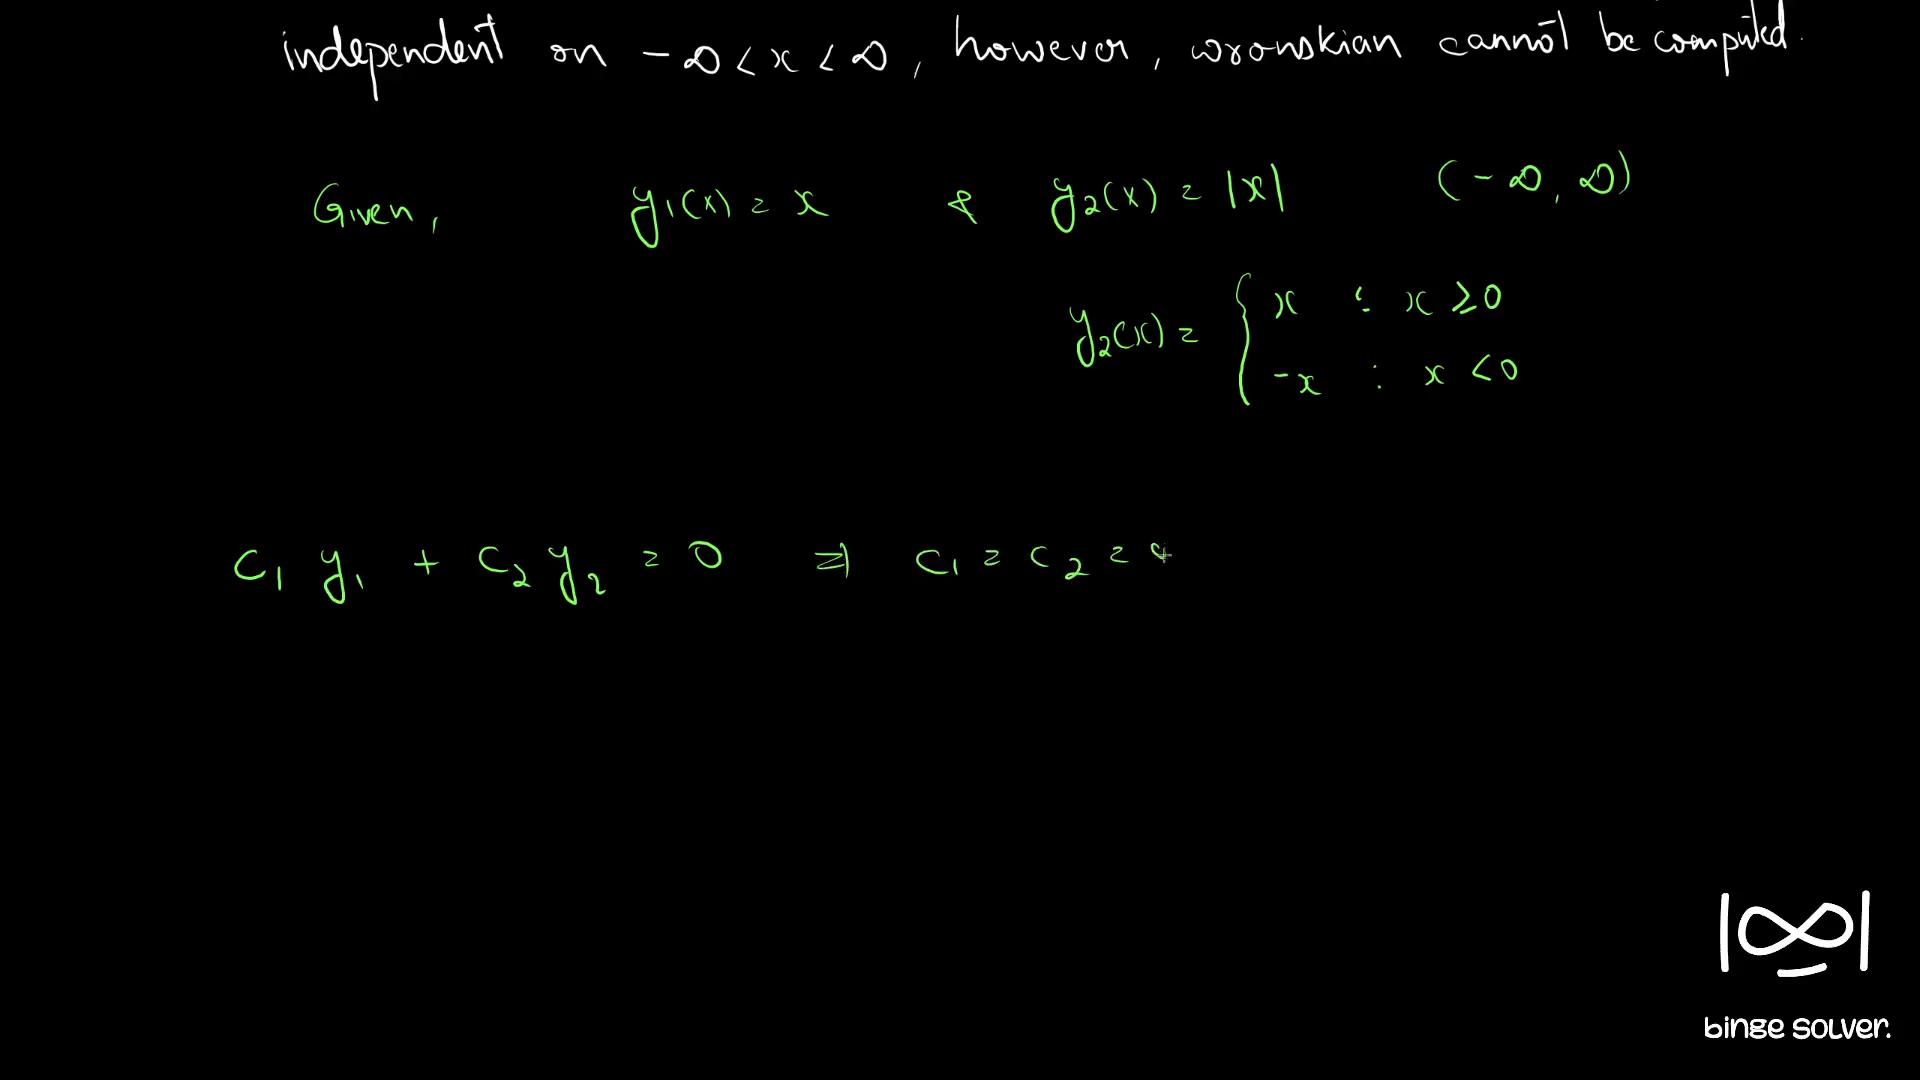 independent on -∞ < x < ∞, however, wronskian cannot be computed.
Given, y₁(x) = x & y₂(x) = |x| (-∞, ∞)
y₂(x) = { x : x ≥ 0
-x : x < 0
c₁ y₁ + c₂ y₂ = 0 ⇒ c₁ = c₂ =
binge solver.